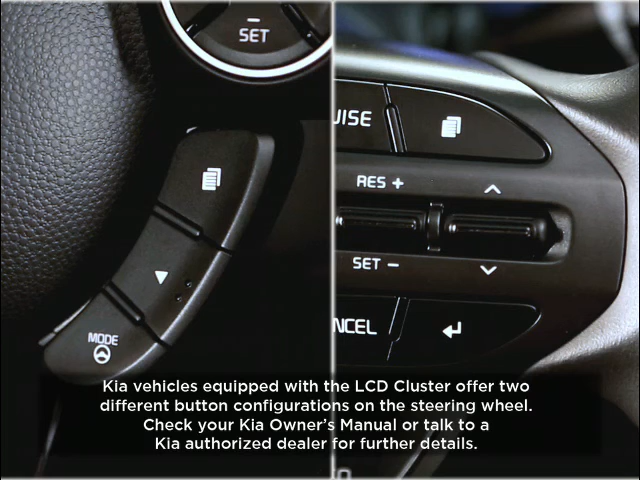 SET
MODE
UISE
RES +
SET −
NCEL
Kia vehicles equipped with the LCD Cluster offer two
different button configurations on the steering wheel.
Check your Kia Owner's Manual or talk to a
Kia authorized dealer for further details.